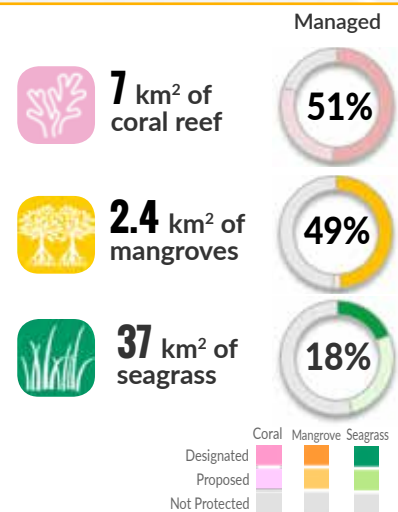 Managed
7 km² of
coral reef
51%
2.4 km² of
mangroves
49%
37 km² of
seagrass
18%
Coral Mangrove Seagrass
Designated
Proposed
Not Protected